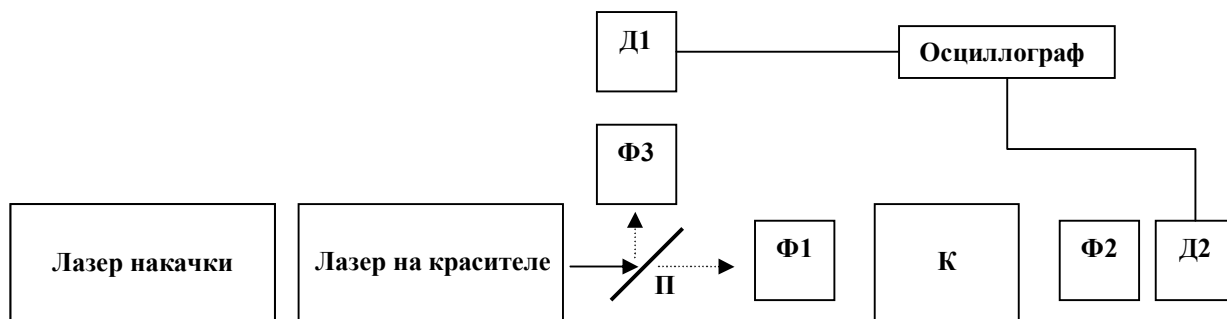 Д1
Осциллограф
Ф3
Лазер накачки
Лазер на красителе
П
Ф1
К
Ф2
Д2